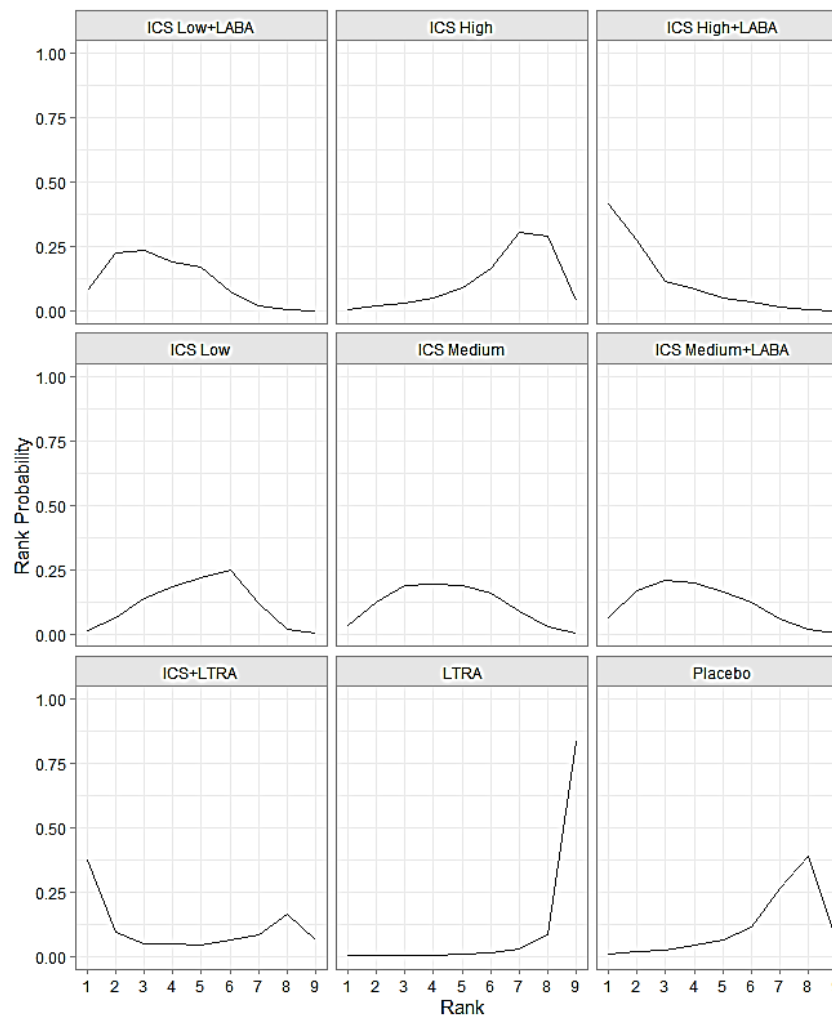 ICS Low+LABA ICS High ICS High+LABA
1.00
0.75
0.50
0.25
0.00
ICS Low ICS Medium ICS Medium+LABA
1.00
0.75
0.50
0.25
0.00
Rank Probability
ICS+LTRA LTRA Placebo
1.00
0.75
0.50
0.25
0.00
1 2 3 4 5 6 7 8 9 1 2 3 4 5 6 7 8 9 1 2 3 4 5 6 7 8
Rank